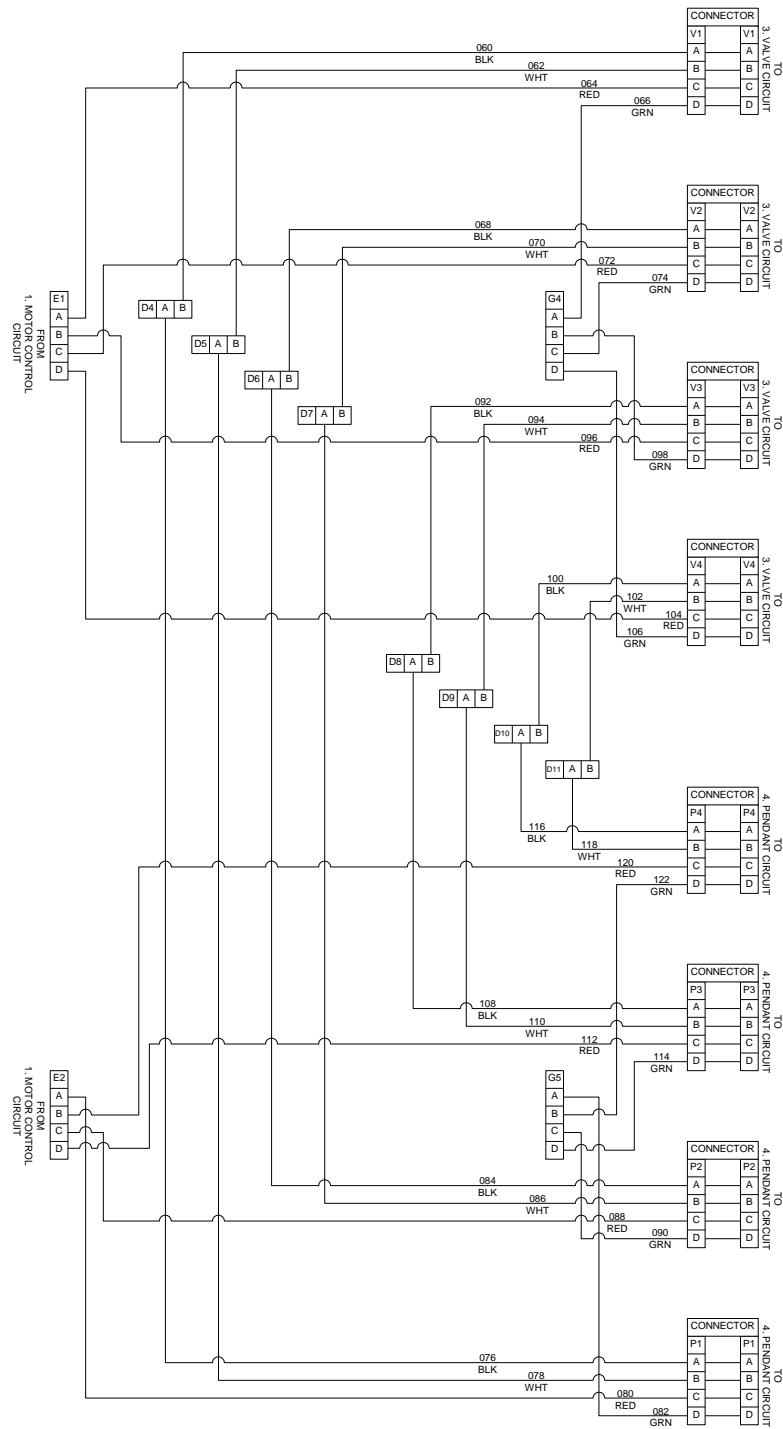 CONNECTOR
V1 V1
A A
B B
C C
D D
TO
3. VALVE CIRCUIT
060
BLK
062
WHT
064
RED
066
GRN
CONNECTOR
V2 V2
A A
B B
C C
D D
TO
3. VALVE CIRCUIT
068
BLK
070
WHT
072
RED
074
GRN
E1
A
B
C
D
FROM
1. MOTOR CONTROL
CIRCUIT
D4 A B
D5 A B
D6 A B
D7 A B
G4
A
B
C
D
CONNECTOR
V3 V3
A A
B B
C C
D D
TO
3. VALVE CIRCUIT
092
BLK
094
WHT
096
RED
098
GRN
CONNECTOR
V4 V4
A A
B B
C C
D D
TO
3. VALVE CIRCUIT
100
BLK
102
WHT
104
RED
106
GRN
D8 A B
D9 A B
D10 A B
D11 A B
CONNECTOR
P4 P4
A A
B B
C C
D D
TO
4. PENDANT CIRCUIT
116
BLK
118
WHT
120
RED
122
GRN
CONNECTOR
P3 P3
A A
B B
C C
D D
TO
4. PENDANT CIRCUIT
108
BLK
110
WHT
112
RED
114
GRN
E2
A
B
C
D
FROM
1. MOTOR CONTROL
CIRCUIT
G5
A
B
C
D
CONNECTOR
P2 P2
A A
B B
C C
D D
TO
4. PENDANT CIRCUIT
084
BLK
086
WHT
088
RED
090
GRN
CONNECTOR
P1 P1
A A
B B
C C
D D
TO
4. PENDANT CIRCUIT
076
BLK
078
WHT
080
RED
082
GRN